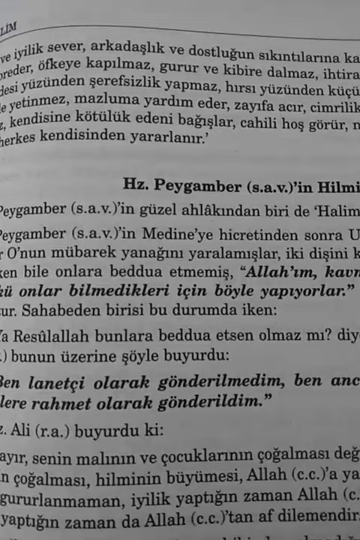 LİM
ve iyilik sever, arkadaşlık ve dostluğun sıkıntılarına ka
öfkeye kapılmaz, gurur ve kibire dalmaz, ihtira
yüzünden şerefsizlik yapmaz, hırsı yüzünden küçü
yetinmez, mazluma yardım eder, zayıfa acır, cimrilik
z, kendisine kötülük edeni bağışlar, cahili hoş görür,
herkes kendisinden yararlanır.'
Hz. Peygamber (s.a.v.)'in Hilmi
Peygamber (s.a.v.)'in güzel ahlâkından biri de 'Halim
Peygamber (s.a.v.)'in Medine'ye hicretinden sonra U
r O'nun mübarek yanağını yaralamışlar, iki dişini k
ken bile onlara beddua etmemiş, "Allah'ım, kavm
kü onlar bilmedikleri için böyle yapıyorlar."
tur. Sahabeden birisi bu durumda iken:
Ya Resûlallah bunlara beddua etsen olmaz mı? diy
.) bunun üzerine şöyle buyurdu:
Ben lanetçi olarak gönderilmedim, ben anc
lere rahmet olarak gönderildim."
z. Ali (r.a.) buyurdu ki:
ayır, senin malının ve çocuklarının çoğalması değ
n çoğalması, hilminin büyümesi, Allah (c.c.)'a ya
gururlanmaman, iyilik yaptığın zaman Allah (c.
yaptığın zaman da Allah (c.c.)'tan af dilemendir